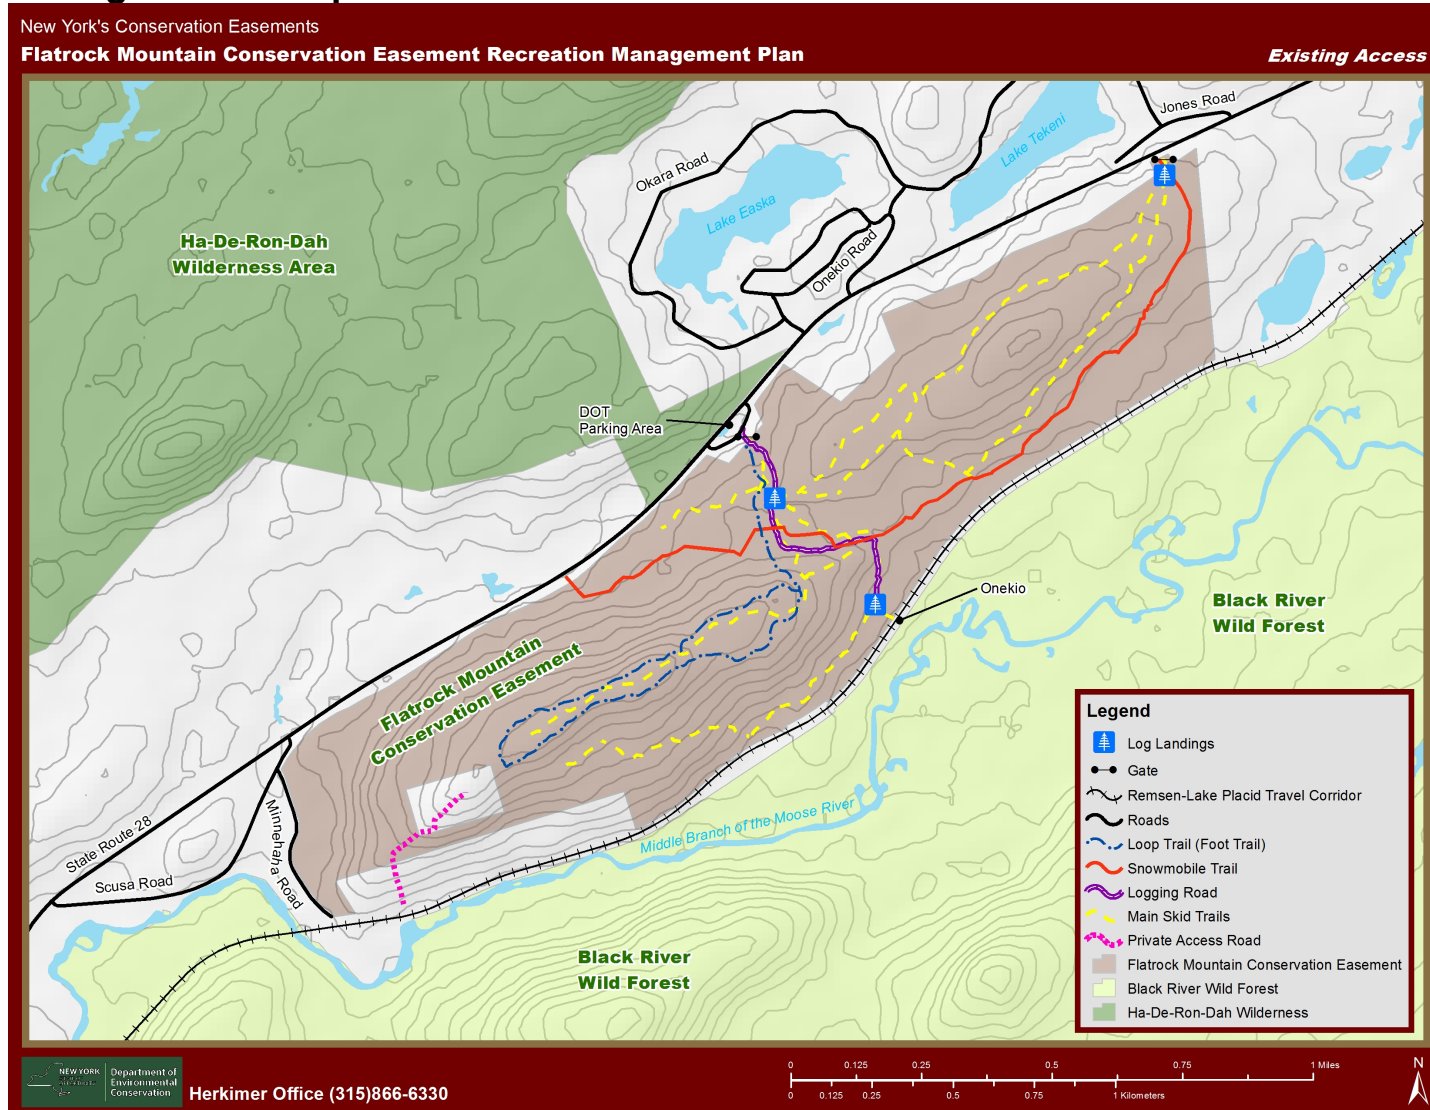 New York's Conservation Easements
Flatrock Mountain Conservation Easement Recreation Management Plan
Existing Access
Jones Road
Lake Tekeni
Okara Road
Lake Easka
Onekio Road
Ha-De-Ron-Dah
Wilderness Area
DOT
Parking Area
Onekio
Black River
Wild Forest
Flatrock Mountain
Conservation Easement
State Route 28
Scusa Road
Minnehaha Road
Middle Branch of the Moose River
Black River
Wild Forest
Legend
Log Landings
Gate
Remsen-Lake Placid Travel Corridor
Roads
Loop Trail (Foot Trail)
Snowmobile Trail
Logging Road
Main Skid Trails
Private Access Road
Flatrock Mountain Conservation Easement
Black River Wild Forest
Ha-De-Ron-Dah Wilderness
NEW YORK
Department of
Environmental
Conservation
Herkimer Office (315)866-6330
0 0.125 0.25 0.5 0.75 1 Miles
0 0.125 0.25 0.5 0.75 1 Kilometers
N